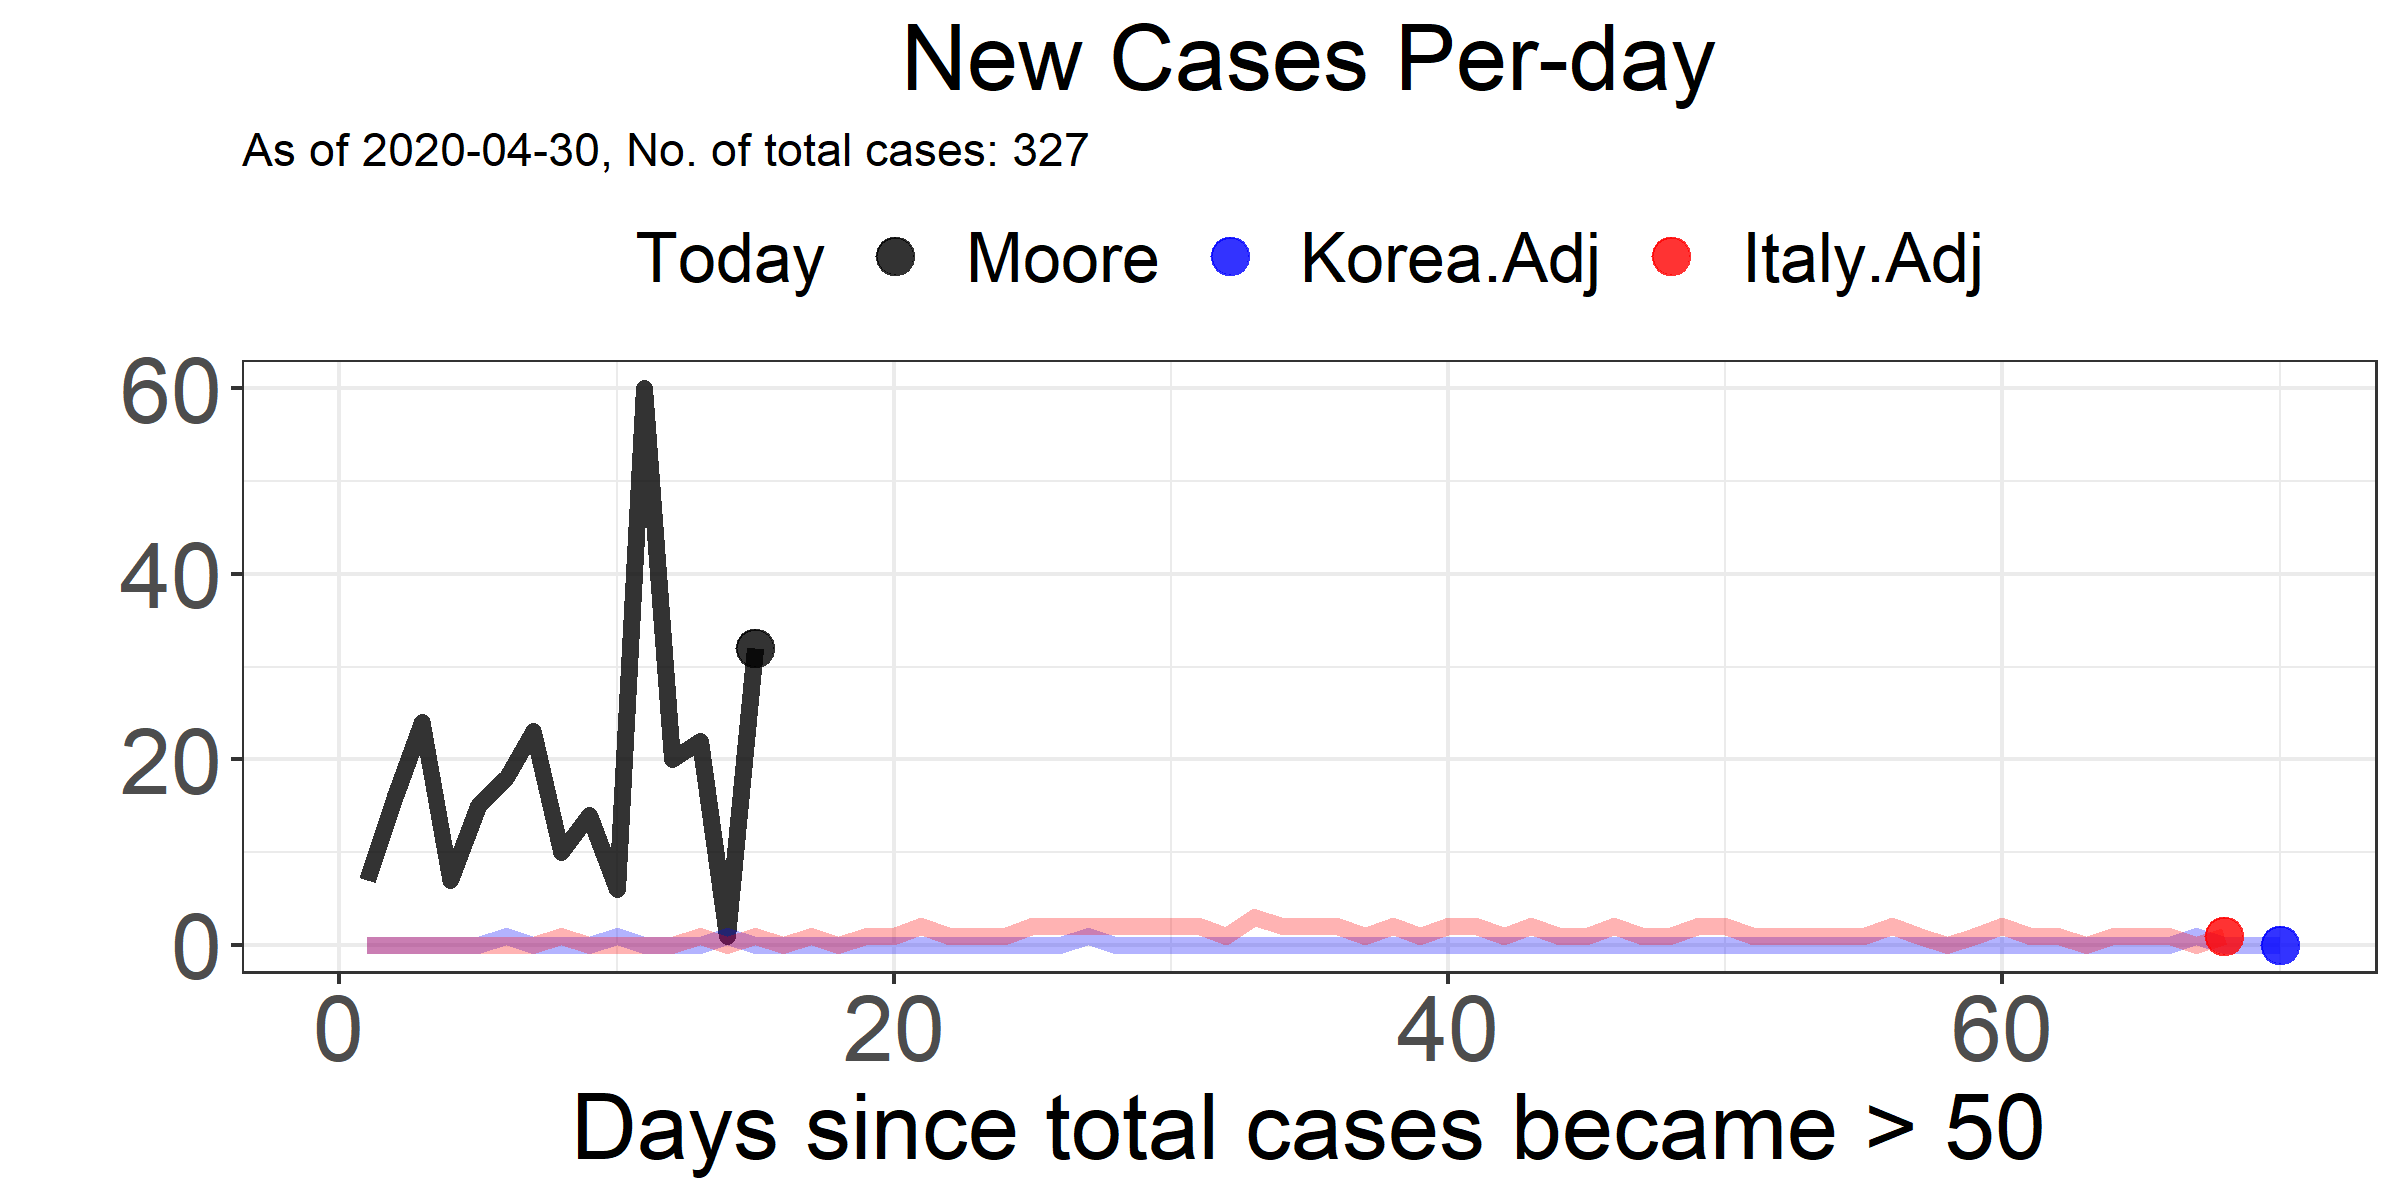 New Cases Per-day
As of 2020-04-30, No. of total cases: 327
Today Moore Korea.Adj Italy.Adj
60
40
20
0
0 20 40 60
Days since total cases became > 50